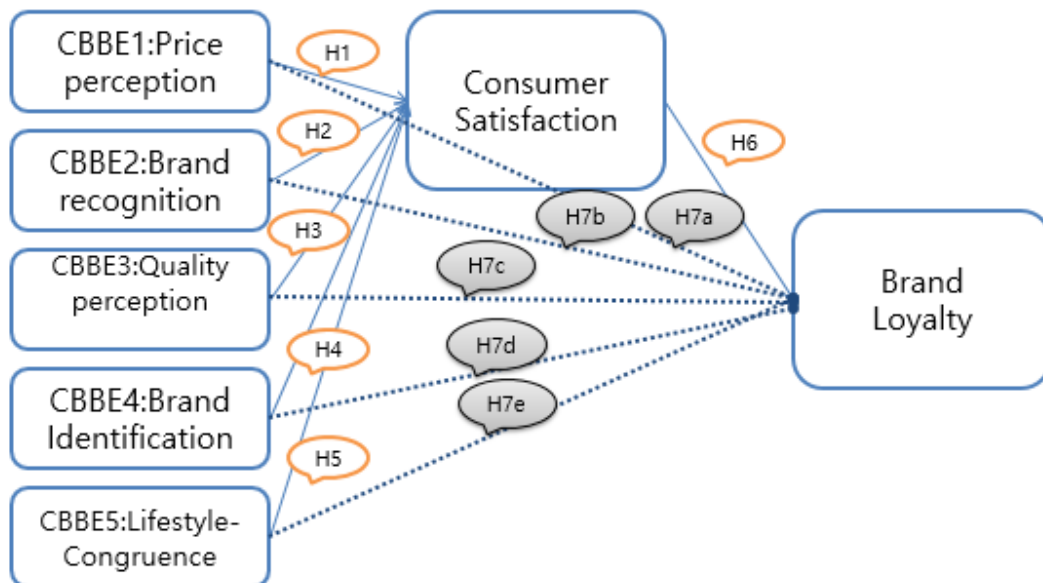 CBBE1:Price
perception
H1
Consumer
Satisfaction
H2
H6
CBBE2:Brand
recognition
H7b
H7a
H3
CBBE3:Quality
perception
H7c
Brand
Loyalty
H4
H7d
CBBE4:Brand
Identification
H7e
H5
CBBE5:Lifestyle-
Congruence